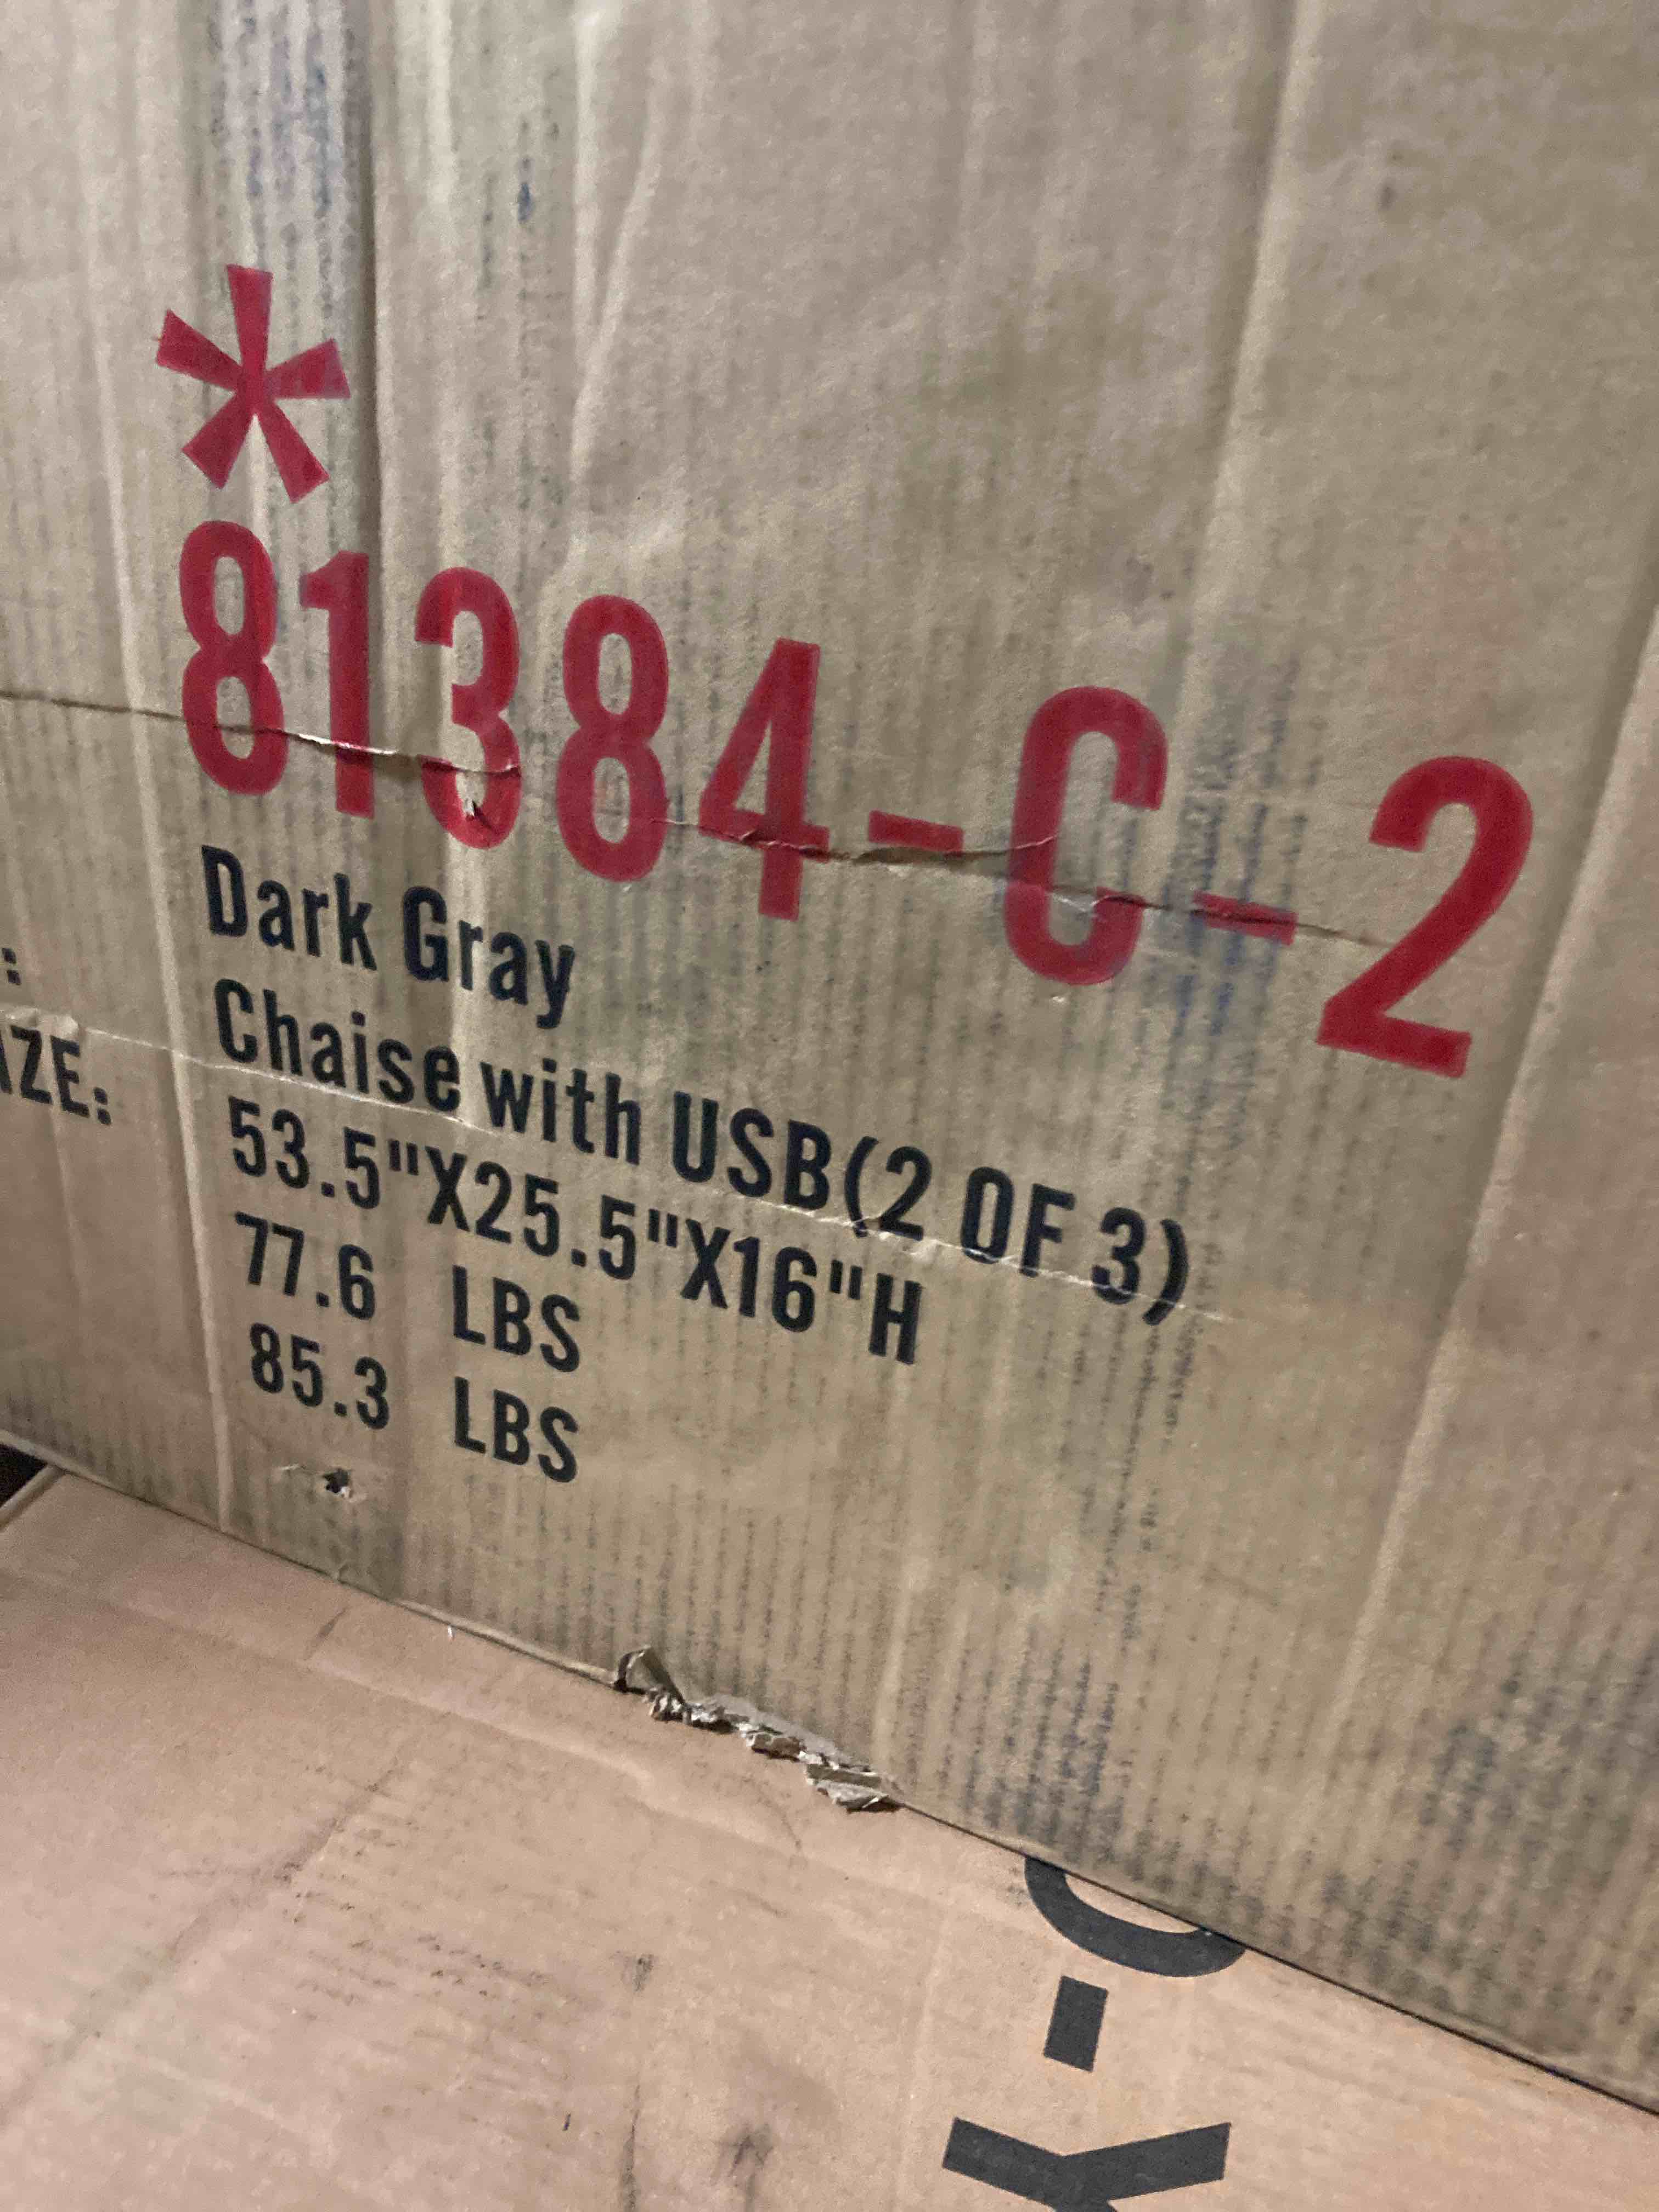 *
81384-C-2
Dark Gray
:
Chaise with USB(2 OF 3)
IZE: 53.5"X25.5"X16"H
77.6 LBS
85.3 LBS
K-